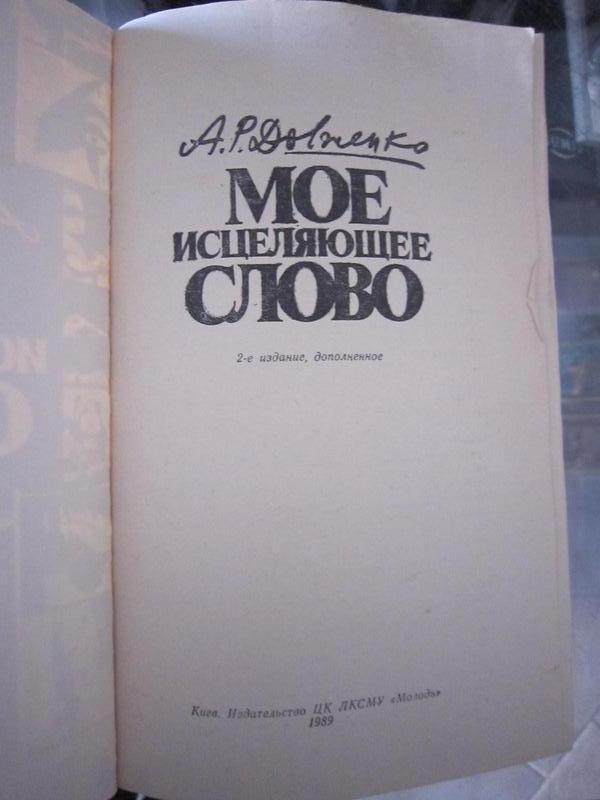 А.Р.Довженко
МОЕ
ИСЦЕЛЯЮЩЕЕ
СЛОВО
2-е издание, дополненное
Киев. Издательство ЦК ЛКСМУ «Молодь»
1989